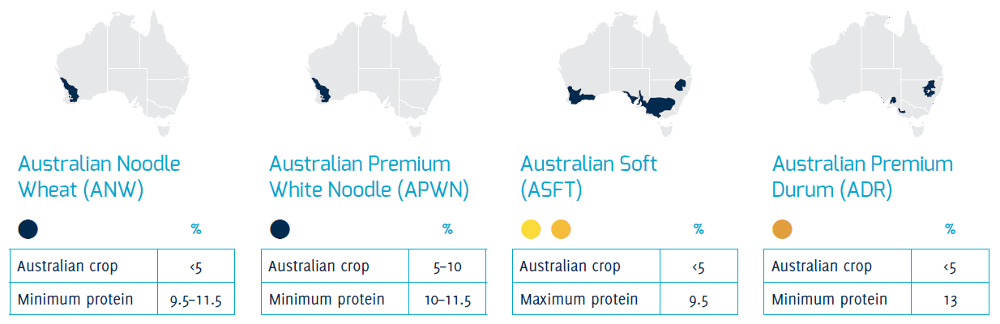 Australian Noodle
Wheat (ANW)
%
Australian crop <5
Minimum protein 9.5–11.5
Australian Premium
White Noodle (APWN)
%
Australian crop 5–10
Minimum protein 10–11.5
Australian Soft
(ASFT)
%
Australian crop <5
Maximum protein 9.5
Australian Premium
Durum (ADR)
%
Australian crop <5
Minimum protein 13